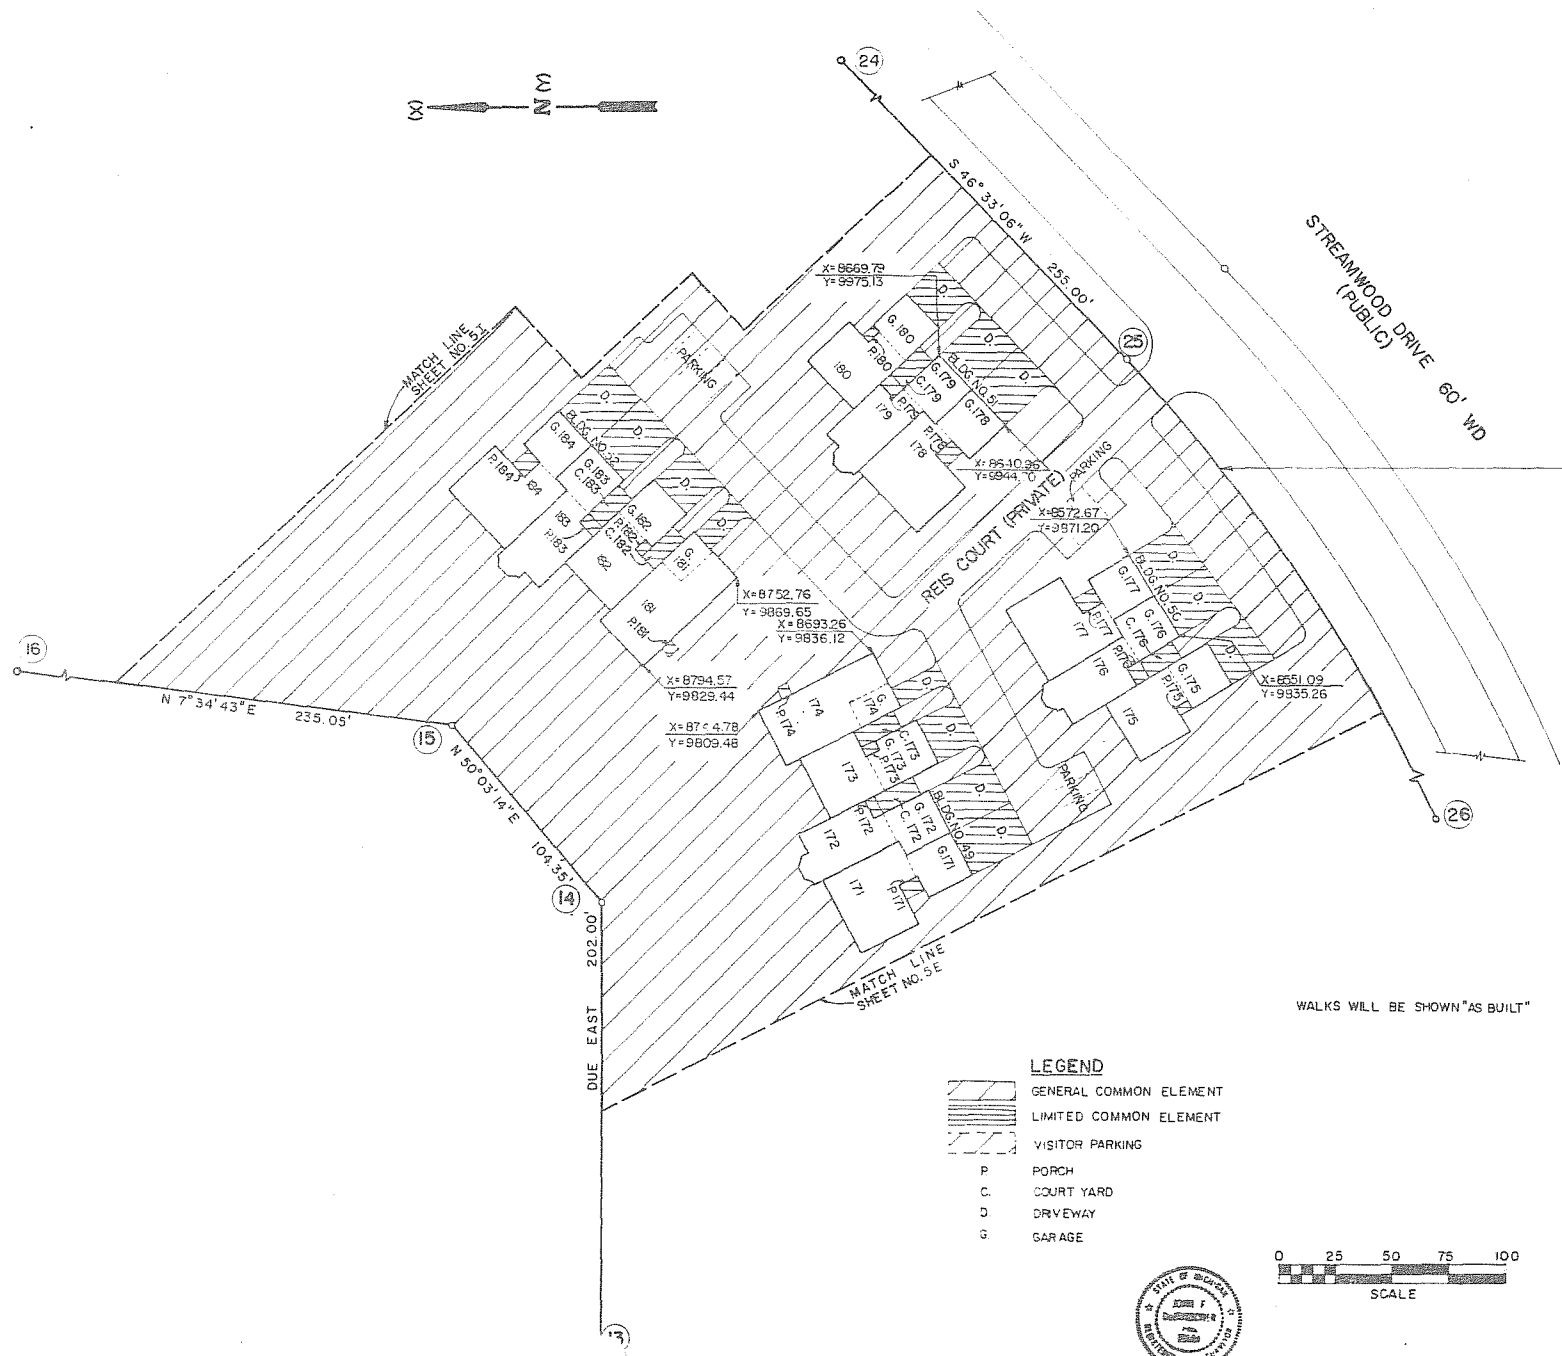 24
(X)
N
S 46° 33' 06" W
255.00'
25
STREAMWOOD DRIVE 60' WD
(PUBLIC)
X=8669.79
Y=9975.13
MATCH LINE
SHEET NO. 5 I
PARKING
D.
D.
D.
G. 180
P.180
180
BLDG. NO. 51
G. 179
C. 179
P.179
179
G. 178
P.178
178
D.
D.
D.
D.
BLDG. NO. 52
G. 184
P. 184
184
G. 183
C. 183
183
P. 183
G. 182
P. 182
C. 182
182
G. 181
181
P. 181
X=8640.96
PARKING
REIS COURT (PRIVATE)
X=8572.67
Y=9871.20
X=8752.76
Y=9869.65
X=8693.26
Y=9836.12
X=8794.57
Y=9829.44
Y=9809.48
D.
D.
D.
G. 177
P.177
177
G. 176
C. 176
P.176
176
G. 175
P.175
175
X=8551.09
Y=9835.26
16
N 7° 34' 43" E 235.05'
15
N 50° 03' 14" E
104.35'
14
D.
D.
D.
D.
174
G. 174
P. 174
C. 173
G. 173
P. 173
173
BLDG. NO. 49
G. 172
C. 172
P. 172
172
G. 171
171
P. 171
PARKING
26
MATCH LINE
SHEET NO. 5 E
DUE EAST 202.00'
13
WALKS WILL BE SHOWN "AS BUILT"
LEGEND
GENERAL COMMON ELEMENT
LIMITED COMMON ELEMENT
VISITOR PARKING
P. PORCH
C. COURT YARD
D. DRIVEWAY
G. GARAGE
0 25 50 75 100
SCALE
STATE OF MICHIGAN
JOHN F